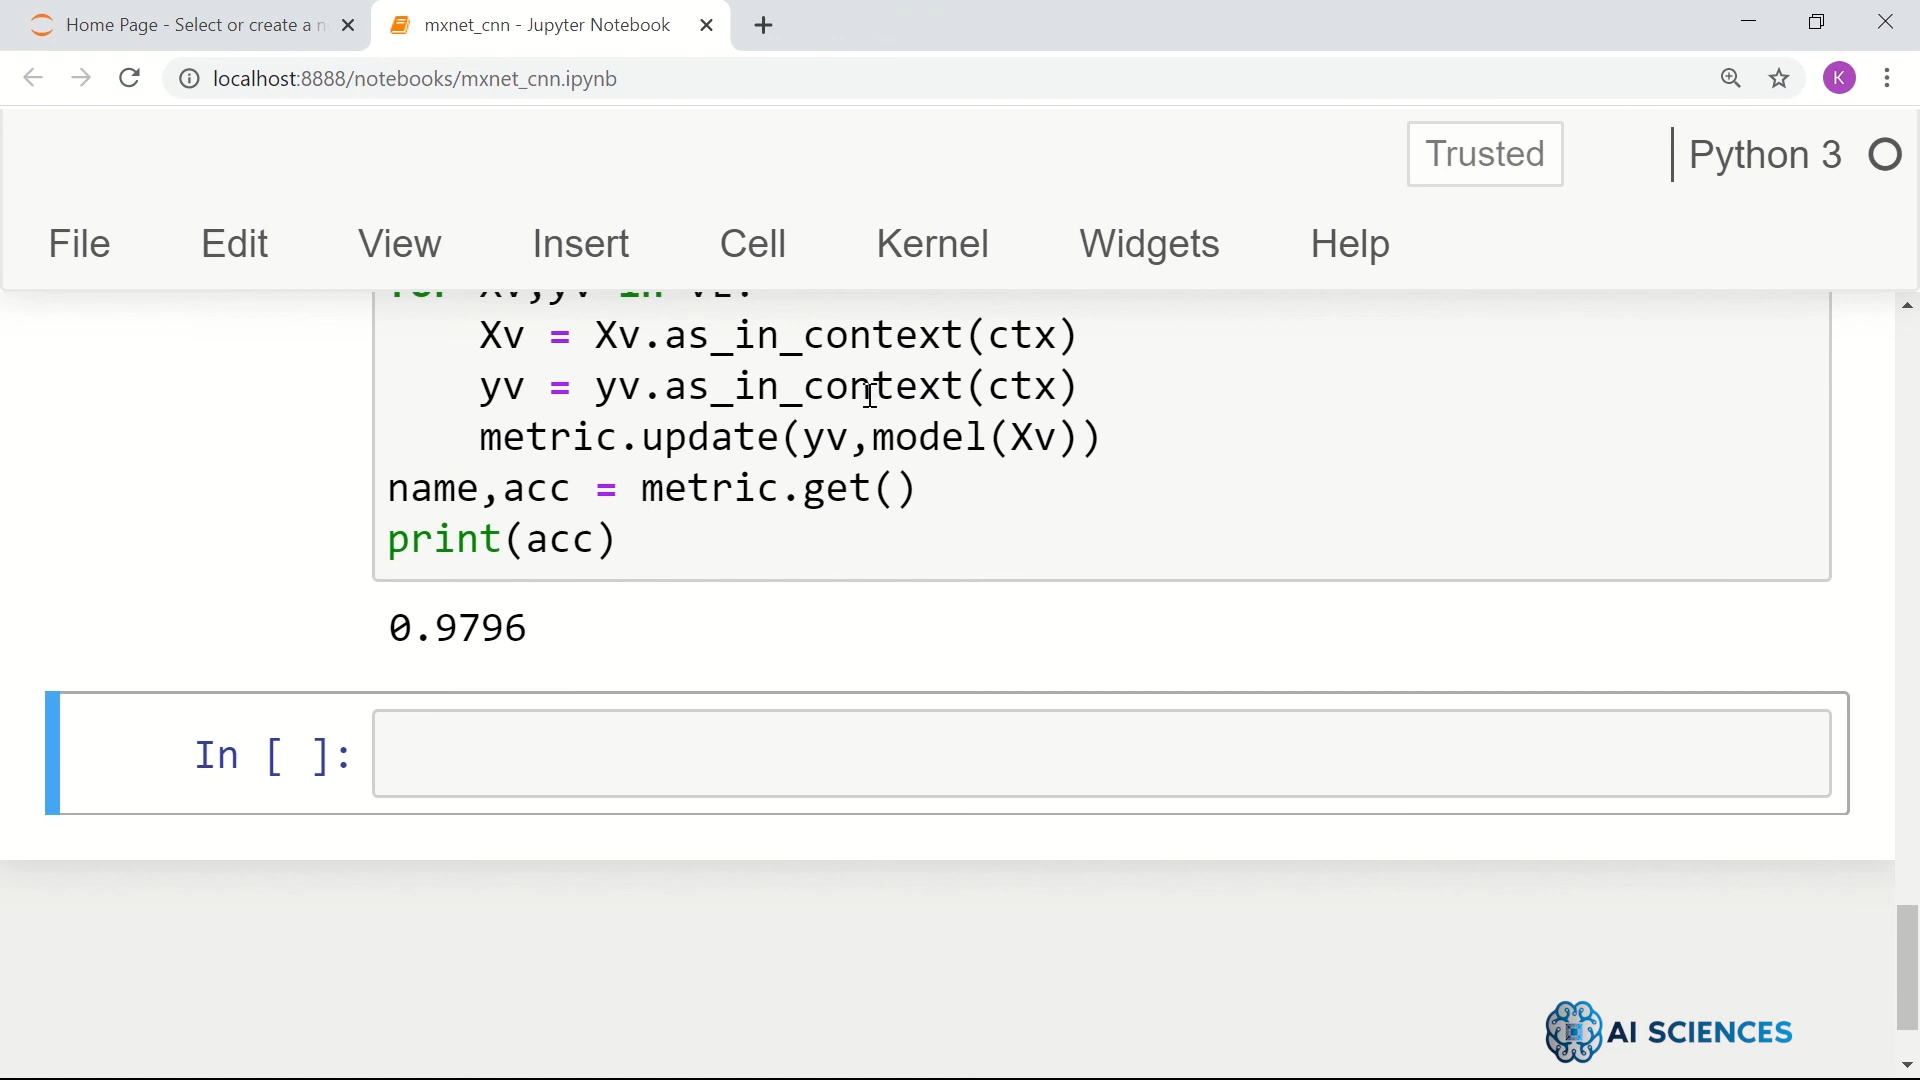 Home Page - Select or create a n
mxnet_cnn - Jupyter Notebook
localhost:8888/notebooks/mxnet_cnn.ipynb
K
Trusted
Python 3
File Edit View Insert Cell Kernel Widgets Help
Xv = Xv.as_in_context(ctx)
yv = yv.as_in_context(ctx)
metric.update(yv,model(Xv))
name,acc = metric.get()
print(acc)
0.9796
In [ ]:
AI SCIENCES